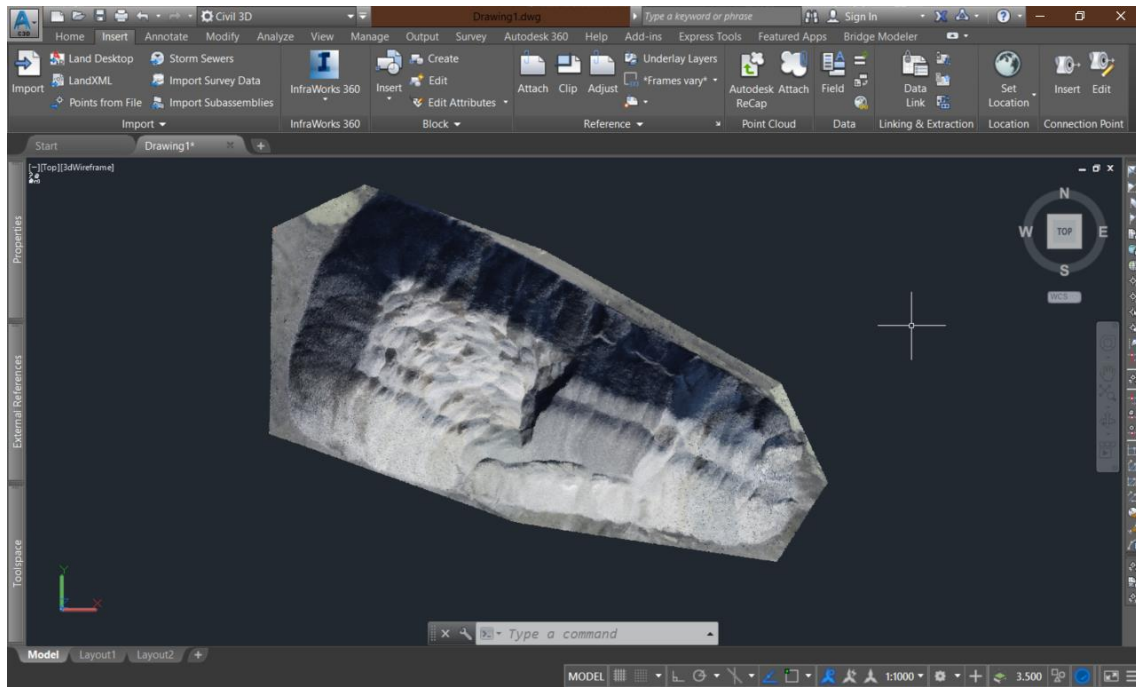 C3D Civil 3D Drawing1.dwg Type a keyword or phrase Sign In
Home Insert Annotate Modify Analyze View Manage Output Survey Autodesk 360 Help Add-ins Express Tools Featured Apps Bridge Modeler
Land Desktop Storm Sewers Create Underlay Layers
Import LandXML Import Survey Data InfraWorks 360 Insert Edit Attach Clip Adjust *Frames vary* Autodesk ReCap Attach Field Data Link Set Location Insert Edit
Points from File Import Subassemblies Edit Attributes
Import InfraWorks 360 Block Reference Point Cloud Data Linking & Extraction Location Connection Point
Start Drawing1* +
[−][Top][3dWireframe]
N
W TOP E
S
WCS
Properties
External References
Toolspace
Y
X
Type a command
Model Layout1 Layout2 +
MODEL 1:1000 3.500